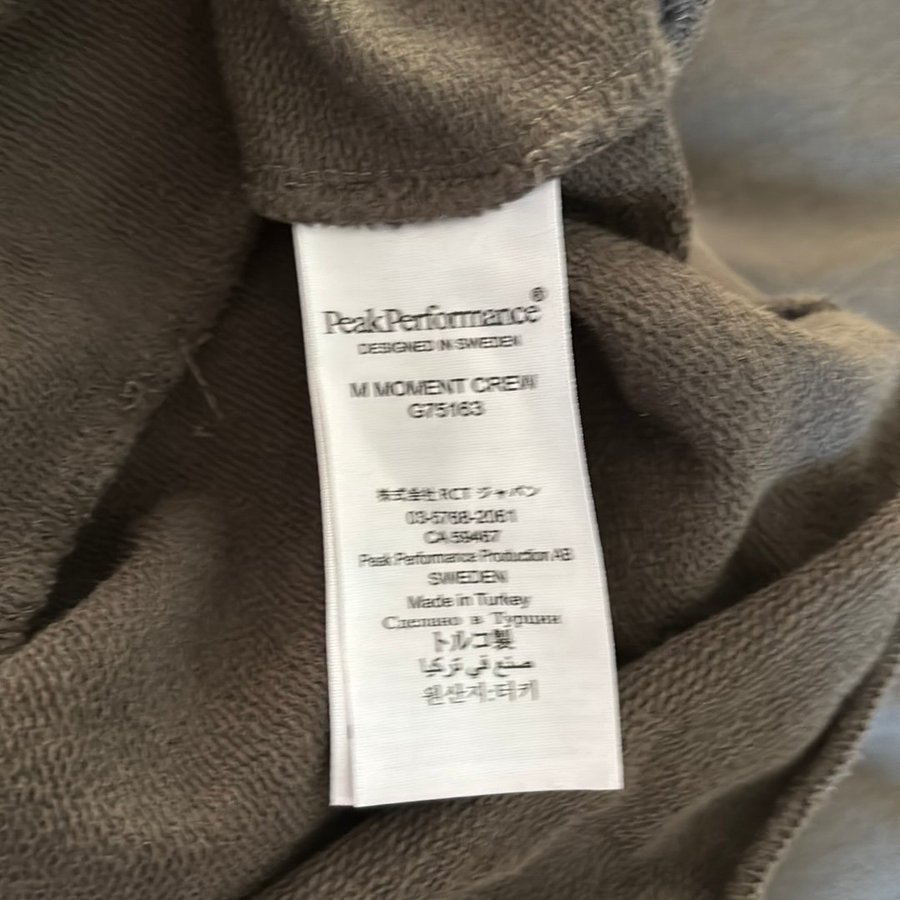 PeakPerformance®
DESIGNED IN SWEDEN
M MOMENT CREW
G75163
株式会社 RCT ジャパン
03-5768-2061
CA 59467
Peak Performance Production AB
SWEDEN
Made in Turkey
Сделано в Турции
トルコ製
صنع في تركيا
원산지:터키